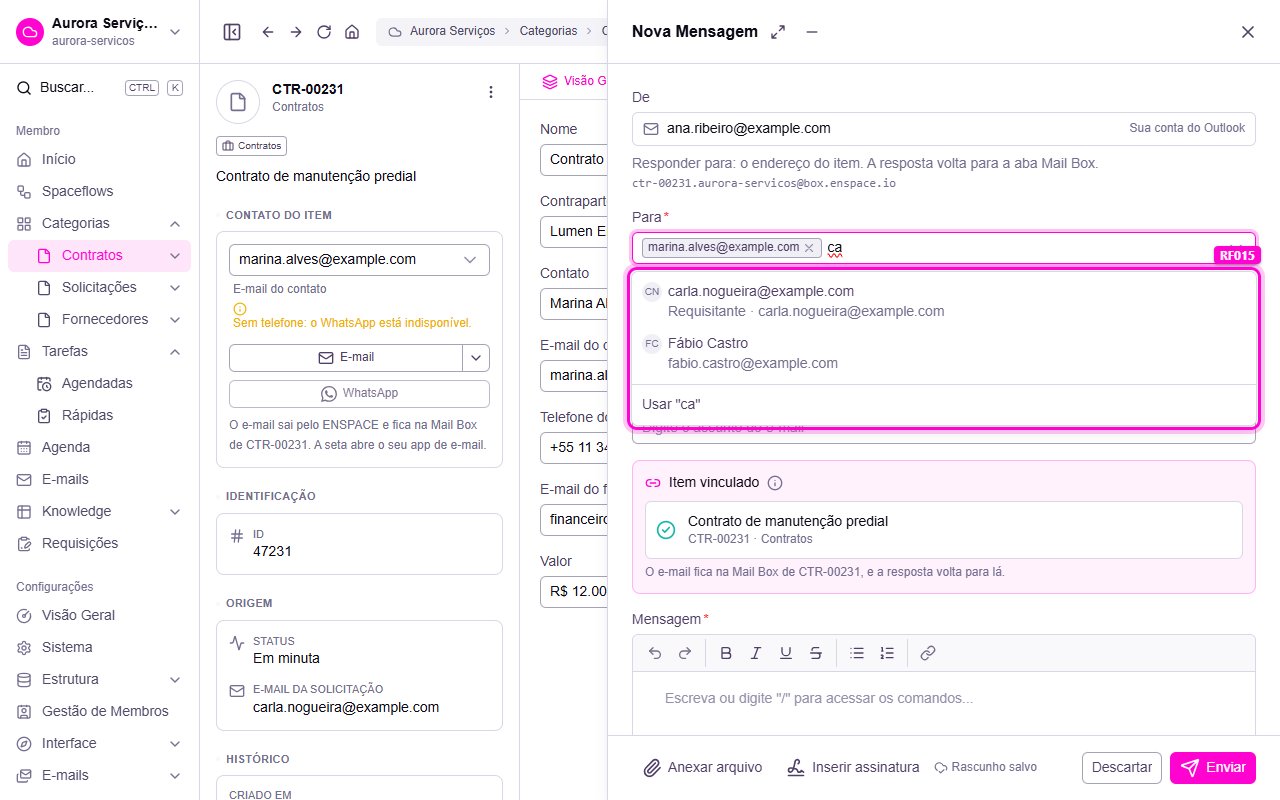 Aurora Serviç...
aurora-servicos
Buscar...
CTRL K
Membro
Início
Spaceflows
Categorias
Contratos
Solicitações
Fornecedores
Tarefas
Agendadas
Rápidas
Agenda
E-mails
Knowledge
Requisições
Configurações
Visão Geral
Sistema
Estrutura
Gestão de Membros
Interface
E-mails
Aurora Serviços > Categorias > C
CTR-00231
Contratos
Contratos
Contrato de manutenção predial
CONTATO DO ITEM
marina.alves@example.com
E-mail do contato
Sem telefone: o WhatsApp está indisponível.
E-mail
WhatsApp
O e-mail sai pelo ENSPACE e fica na Mail Box
de CTR-00231. A seta abre o seu app de e-mail.
IDENTIFICAÇÃO
ID
47231
ORIGEM
STATUS
Em minuta
E-MAIL DA SOLICITAÇÃO
carla.nogueira@example.com
HISTÓRICO
CRIADO EM
Visão G
Nome
Contrato
Contrapart
Lumen E
Contato
Marina Al
E-mail do c
marina.al
Telefone do
+55 11 34
E-mail do f
financeiro
Valor
R$ 12.00
Nova Mensagem
De
ana.ribeiro@example.com Sua conta do Outlook
Responder para: o endereço do item. A resposta volta para a aba Mail Box.
ctr-00231.aurora-servicos@box.enspace.io
Para*
marina.alves@example.com ca
RF015
CN carla.nogueira@example.com
Requisitante · carla.nogueira@example.com
FC Fábio Castro
fabio.castro@example.com
Usar "ca"
Digite o assunto do e-mail
Item vinculado
Contrato de manutenção predial
CTR-00231 · Contratos
O e-mail fica na Mail Box de CTR-00231, e a resposta volta para lá.
Mensagem*
B I U S
Escreva ou digite "/" para acessar os comandos...
Anexar arquivo Inserir assinatura Rascunho salvo Descartar Enviar